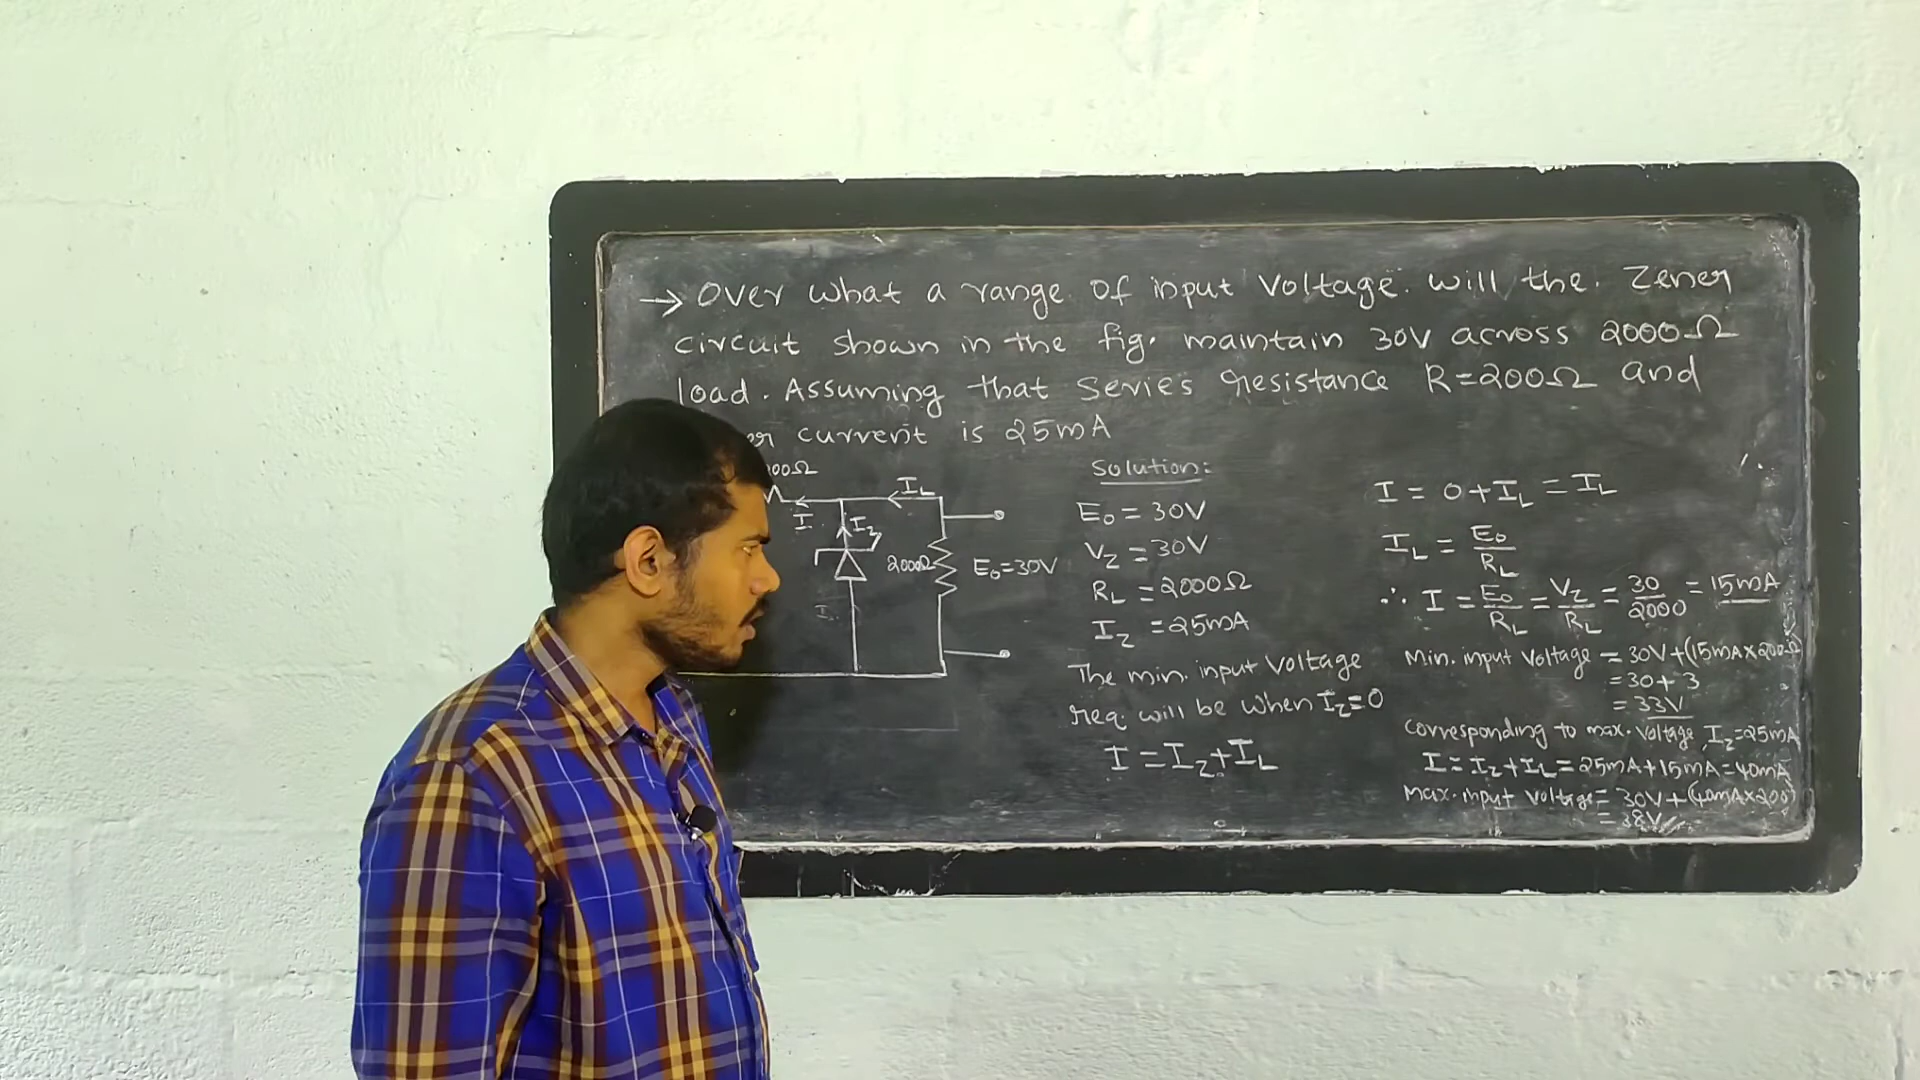 → Over what a range of input voltage will the Zener
circuit shown in the fig. maintain 30V across 2000Ω
load. Assuming that series resistance R=200Ω and
current is 25mA
I
I_L
I_Z
2000Ω
E₀=30V
Solution:
E₀ = 30V
V_Z = 30V
R_L = 2000Ω
I_Z = 25mA
The min. input voltage
req. will be when I_Z=0
I = I_Z + I_L
I = 0 + I_L = I_L
I_L = E₀/R_L
∴ I = E₀/R_L = V_Z/R_L = 30/2000 = 15mA
Min. input voltage = 30V+(15mA×200Ω)
= 30+3
= 33V
Corresponding to max. voltage, I_Z=25mA
I = I_Z+I_L = 25mA+15mA=40mA
Max. input voltage = 30V+(40mA×200)
= 38V